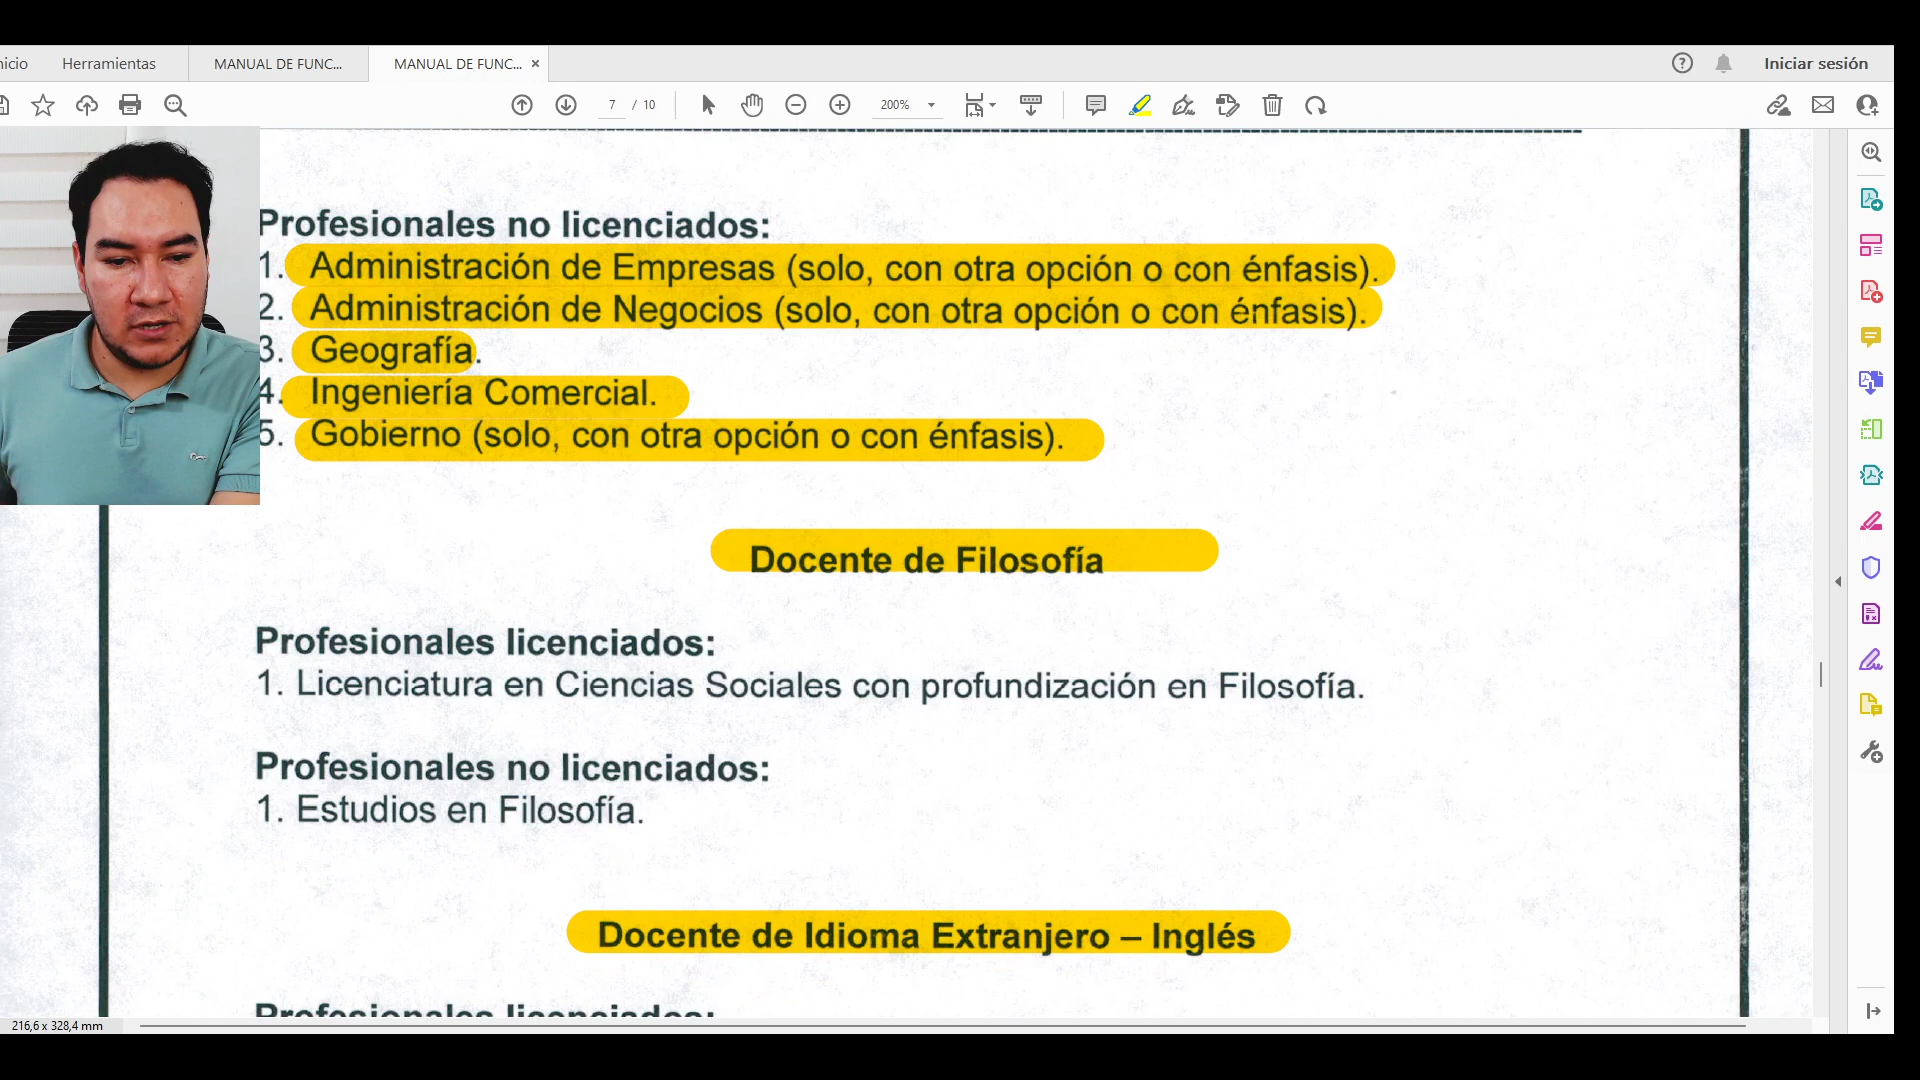 nicio
Herramientas
MANUAL DE FUNC...
MANUAL DE FUNC... ×
Iniciar sesión
7 / 10
200%
Profesionales no licenciados:
1. Administración de Empresas (solo, con otra opción o con énfasis).
2. Administración de Negocios (solo, con otra opción o con énfasis).
3. Geografía.
4. Ingeniería Comercial.
5. Gobierno (solo, con otra opción o con énfasis).
Docente de Filosofía
Profesionales licenciados:
1. Licenciatura en Ciencias Sociales con profundización en Filosofía.
Profesionales no licenciados:
1. Estudios en Filosofía.
Docente de Idioma Extranjero – Inglés
Profesionales licenciados:
216,6 x 328,4 mm